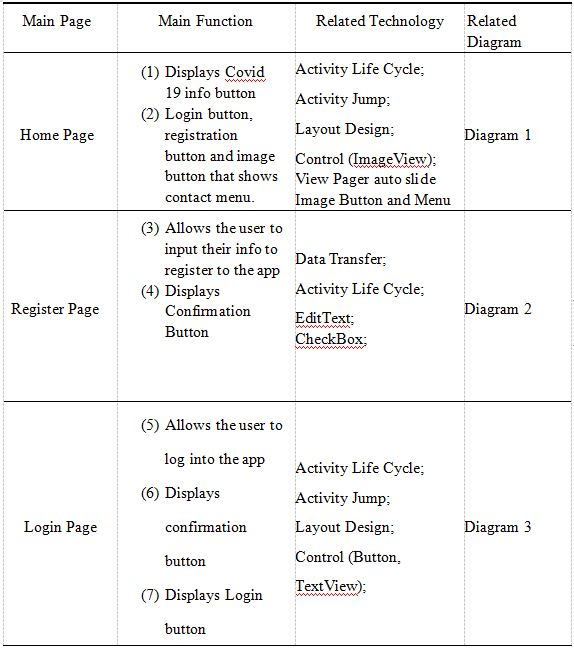 Main Page
Main Function
Related Technology
Related
Diagram
Home Page
(1) Displays Covid
19 info button
(2) Login button,
registration
button and image
button that shows
contact menu.
Activity Life Cycle;
Activity Jump;
Layout Design;
Control (ImageView);
View Pager auto slide
Image Button and Menu
Diagram 1
Register Page
(3) Allows the user to
input their info to
register to the app
(4) Displays
Confirmation
Button
Data Transfer;
Activity Life Cycle;
EditText;
CheckBox;
Diagram 2
Login Page
(5) Allows the user to
log into the app
(6) Displays
confirmation
button
(7) Displays Login
button
Activity Life Cycle;
Activity Jump;
Layout Design;
Control (Button,
TextView);
Diagram 3